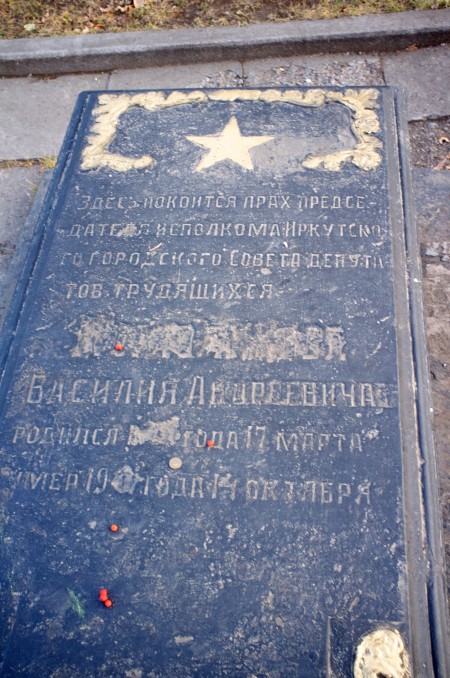 Здесь покоится прах предсе-
дателя исполкома Иркутско
го городского Совета депута
тов трудящихся
Василия Андреевича
родился года 17 марта
умер года 14 октября